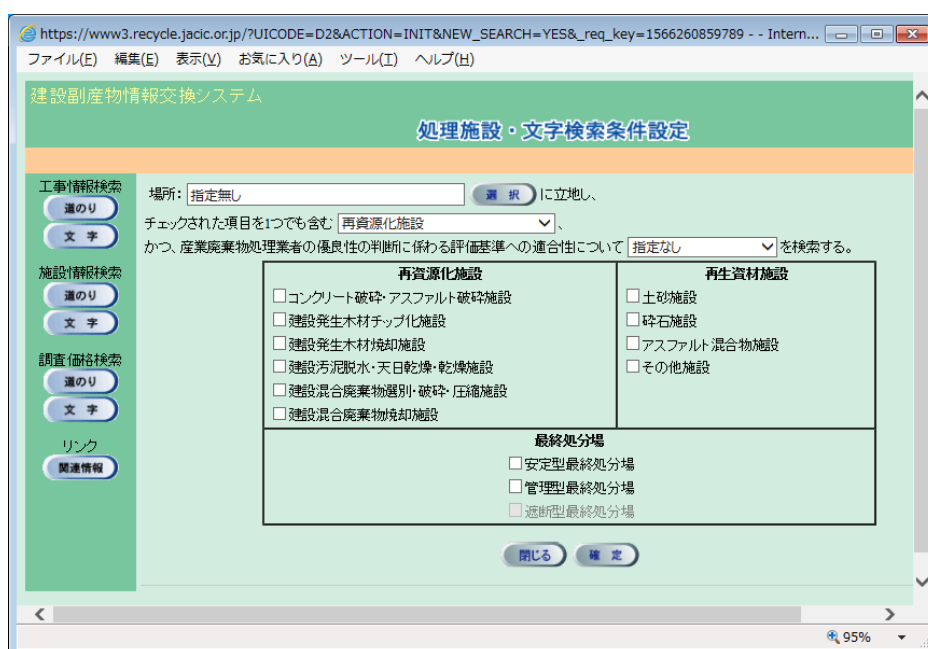 https://www3.recycle.jacic.or.jp/?UICODE=D2&ACTION=INIT&NEW_SEARCH=YES&_req_key=1566260859789 - - Intern...
ファイル(F) 編集(E) 表示(V) お気に入り(A) ツール(T) ヘルプ(H)
建設副産物情報交換システム
処理施設・文字検索条件設定
工事情報検索
道のり
文 字
施設情報検索
道のり
文 字
調査価格検索
道のり
文 字
リンク
関連情報
場所: 指定無し 選 択 に立地し、
チェックされた項目を1つでも含む 再資源化施設 、
かつ、産業廃棄物処理業者の優良性の判断に係わる評価基準への適合性について 指定なし を検索する。
再資源化施設
コンクリート破砕・アスファルト破砕施設
建設発生木材チップ化施設
建設発生木材焼却施設
建設汚泥脱水・天日乾燥・乾燥施設
建設混合廃棄物選別・破砕・圧縮施設
建設混合廃棄物焼却施設
再生資材施設
土砂施設
砕石施設
アスファルト混合物施設
その他施設
最終処分場
安定型最終処分場
管理型最終処分場
遮断型最終処分場
閉じる 確 定
95%